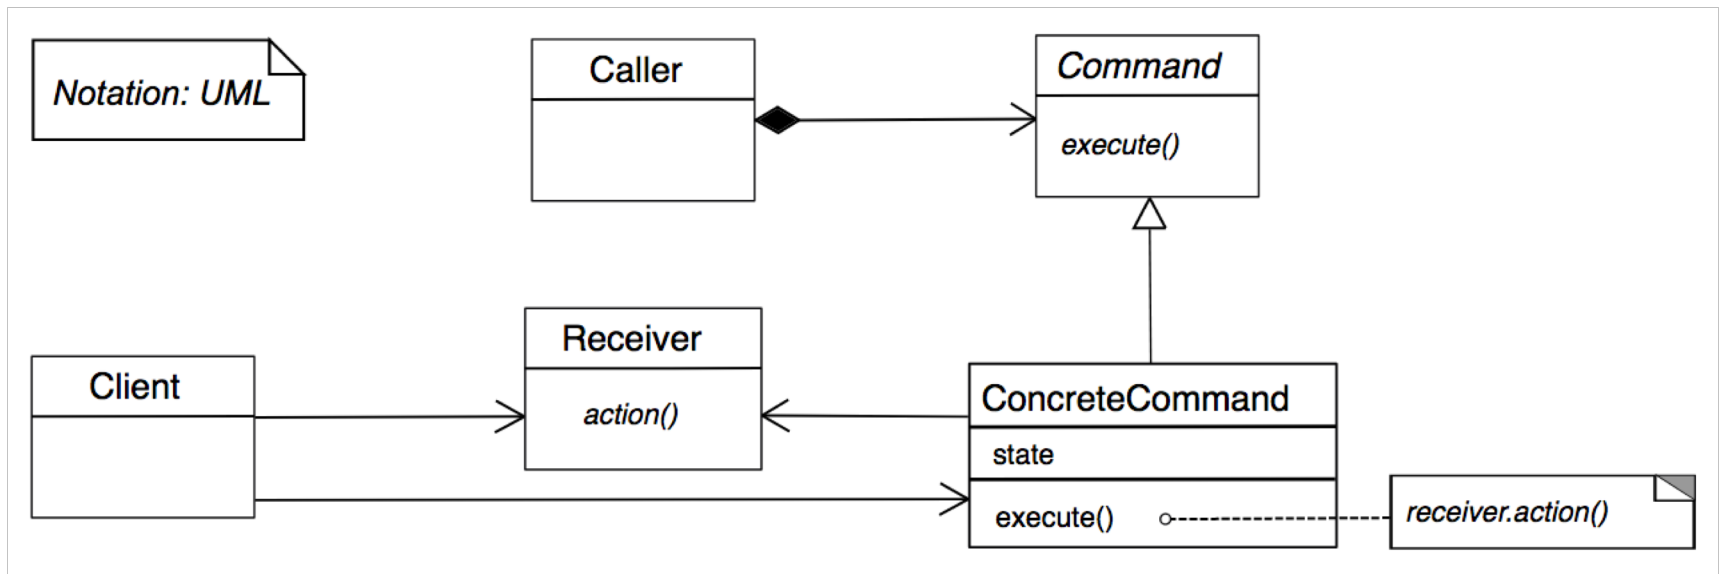 Notation: UML
Caller
Command
execute()
Receiver
action()
Client
ConcreteCommand
state
execute()
receiver.action()